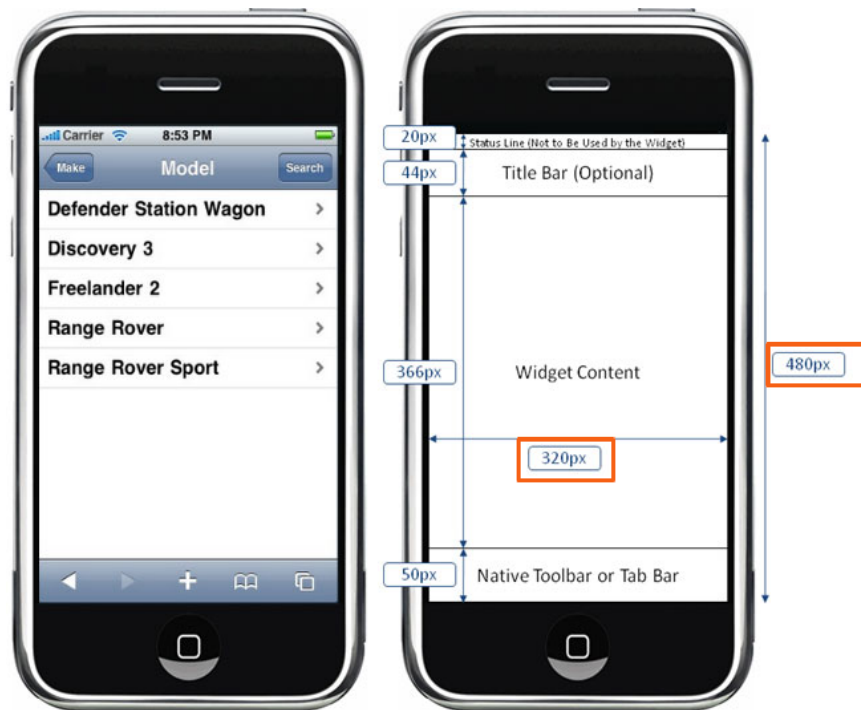 Carrier 8:53 PM
Make Model Search
Defender Station Wagon
Discovery 3
Freelander 2
Range Rover
Range Rover Sport
20px Status Line (Not to Be Used by the Widget)
44px Title Bar (Optional)
366px Widget Content 480px
320px
50px Native Toolbar or Tab Bar